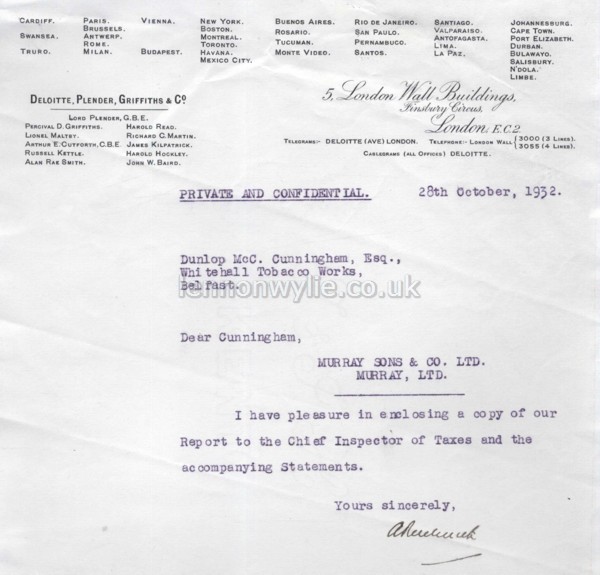 CARDIFF. PARIS. VIENNA. NEW YORK. BUENOS AIRES. RIO DE JANEIRO. SANTIAGO. JOHANNESBURG.
BRUSSELS. BOSTON. ROSARIO. SAN PAULO. VALPARAISO. CAPE TOWN.
SWANSEA. ANTWERP. MONTREAL. TUCUMAN. PERNAMBUCO. ANTOFAGASTA. PORT ELIZABETH.
ROME. TORONTO. LIMA. DURBAN.
TRURO. MILAN. BUDAPEST. HAVANA. MONTE VIDEO. SANTOS. LA PAZ. BULAWAYO.
MEXICO CITY. SALISBURY.
N'DOLA.
LIMBE.
DELOITTE, PLENDER, GRIFFITHS & Co.
LORD PLENDER, G.B.E.
PERCIVAL D. GRIFFITHS. HAROLD READ.
LIONEL MALTBY. RICHARD C. MARTIN.
ARTHUR E. CUTFORTH, C.B.E. JAMES KILPATRICK.
RUSSELL KETTLE. HAROLD HOCKLEY.
ALAN RAE SMITH. JOHN W. BAIRD.
5, London Wall Buildings,
Finsbury Circus,
London, E.C.2
TELEGRAMS:- DELOITTE (AVE) LONDON. TELEPHONE:- LONDON WALL { 3000 (3 LINES).
3055 (4 LINES).
CABLEGRAMS (ALL OFFICES) DELOITTE.
PRIVATE AND CONFIDENTIAL. 28th October, 1932.
Dunlop McC. Cunningham, Esq.,
Whitehall Tobacco Works,
Belfast.
lennonwylie.co.uk
Dear Cunningham,
MURRAY SONS & CO. LTD.
MURRAY, LTD.
I have pleasure in enclosing a copy of our
Report to the Chief Inspector of Taxes and the
accompanying Statements.
Yours sincerely,